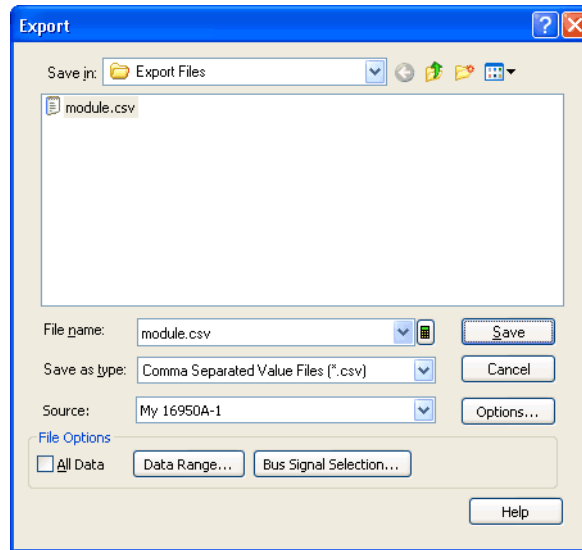 Export
Save in: Export Files
module.csv
File name: module.csv Save
Save as type: Comma Separated Value Files (*.csv) Cancel
Source: My 16950A-1 Options...
File Options
All Data Data Range... Bus Signal Selection...
Help